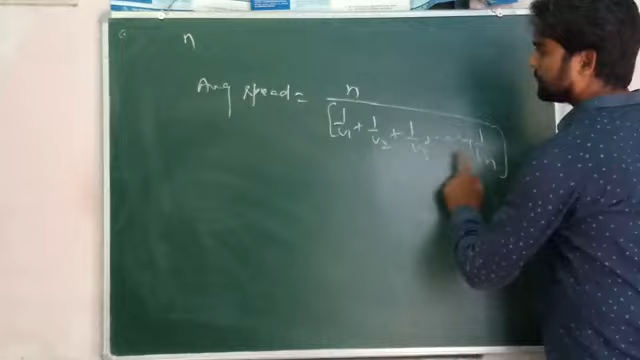 n
Avg speed = n
[1/v1 + 1/v2 + 1/v3 ...... + 1/vn]